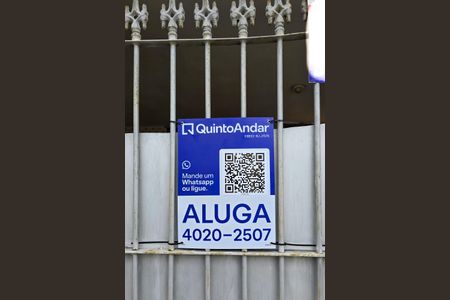 QuintoAndar
Mande um
Whatsapp
ou ligue.
ALUGA
4020-2507